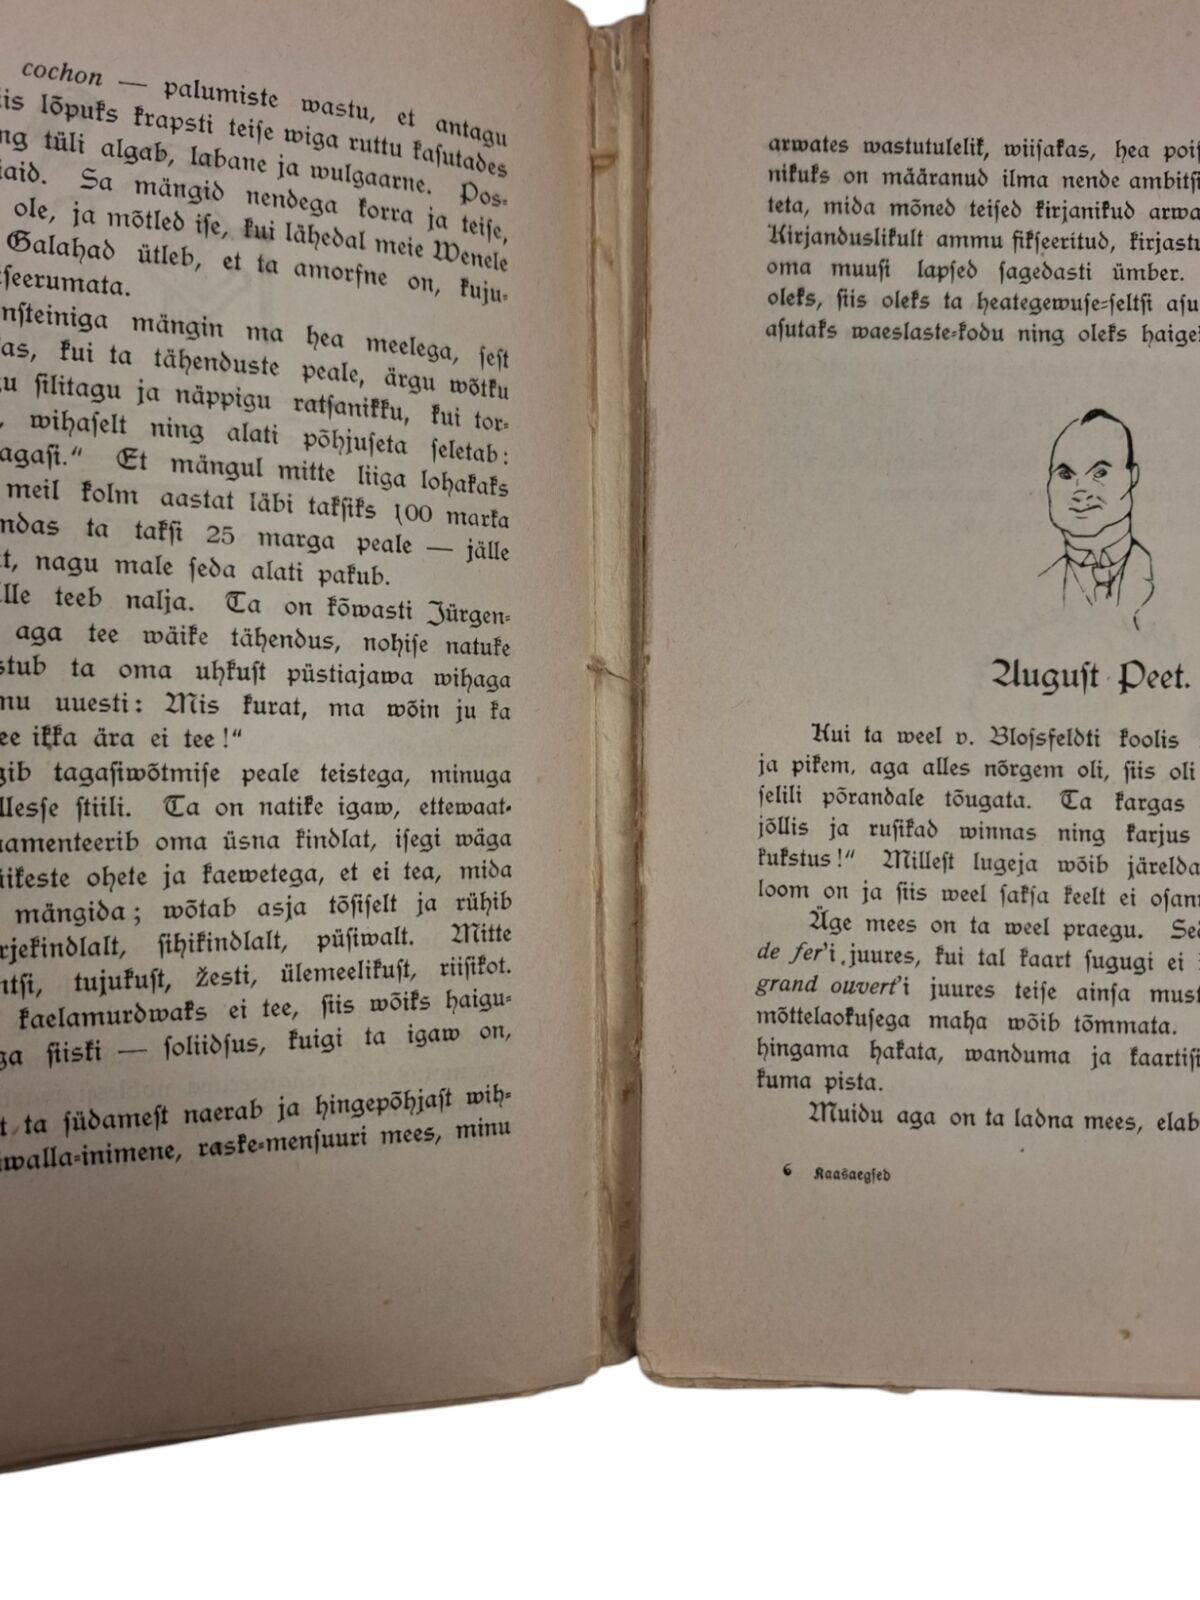 cochon — palumiste wastu, et antagu
lõpuks krapsti teise wiga ruttu kasutades
tüli algab, labane ja wulgaarne. Pos-
Sa mängid nendega korra ja teise,
ole, ja mõtled ise, kui lähedal meie Wenele
Galahad ütleb, et ta amorfne on, kuju-
seerumata.
nsteiniga mängin ma hea meelega, sest
as, kui ta tähenduste peale, ärgu wõtku
silitagu ja näppigu ratsanikku, kui tor-
wihaselt ning alati põhjuseta seletab:
agasi.“ Et mängul mitte liiga lohakaks
meil kolm aastat läbi taksiks 100 marka
ndas ta taksi 25 marga peale — jälle
t, nagu male seda alati pakub.
lle teeb nalja. Ta on kõwasti Jürgen-
aga tee wäike tähendus, nohise natuke
stub ta oma uhkust püstiajawa wihaga
mu uuesti: Mis kurat, ma wõin ju ka
ee ikka ära ei tee!“
gib tagasiwõtmise peale teistega, minuga
llesse stiili. Ta on natike igaw, ettewaat-
namenteerib oma üsna kindlat, isegi wäga
äikeste ohete ja kaewetega, et ei tea, mida
mängida; wõtab asja tõsiselt ja rühib
rjekindlalt, sihikindlalt, püsiwalt. Mitte
ntsi, tujukust, žesti, ülemeelikust, riisikot.
kaelamurdwaks ei tee, siis wõiks haigu-
ga siiski — soliidsus, kuigi ta igaw on,
t ta südamest naerab ja hingepõhjast wih-
iwalla-inimene, raske-mensuuri mees, minu
arwates wastutulelik, wiisakas, hea pois
nikuks on määranud ilma nende ambitsi
teta, mida mõned teised kirjanikud arwa
Kirjanduslikult ammu fikseeritud, kirjastu
oma muusi lapsed sagedasti ümber.
oleks, siis oleks ta heategewuse-seltsi asu
asutaks waeslaste-kodu ning oleks haige
August Peet.
Kui ta weel v. Blossfeldti koolis
ja pikem, aga alles nõrgem oli, siis oli
selili põrandale tõugata. Ta kargas
jõllis ja rusikad winnas ning karjus
kukstus!“ Millest lugeja wõib järelda
loom on ja siis weel saksa keelt ei osan
Äge mees on ta weel praegu. See
de fer'i juures, kui tal kaart sugugi ei
grand ouvert'i juures teise ainsa must
mõttelaokusega maha wõib tõmmata.
hingama hakata, wanduma ja kaartisi
kuma pista.
Muidu aga on ta ladna mees, elab
6 Kaasaegsed